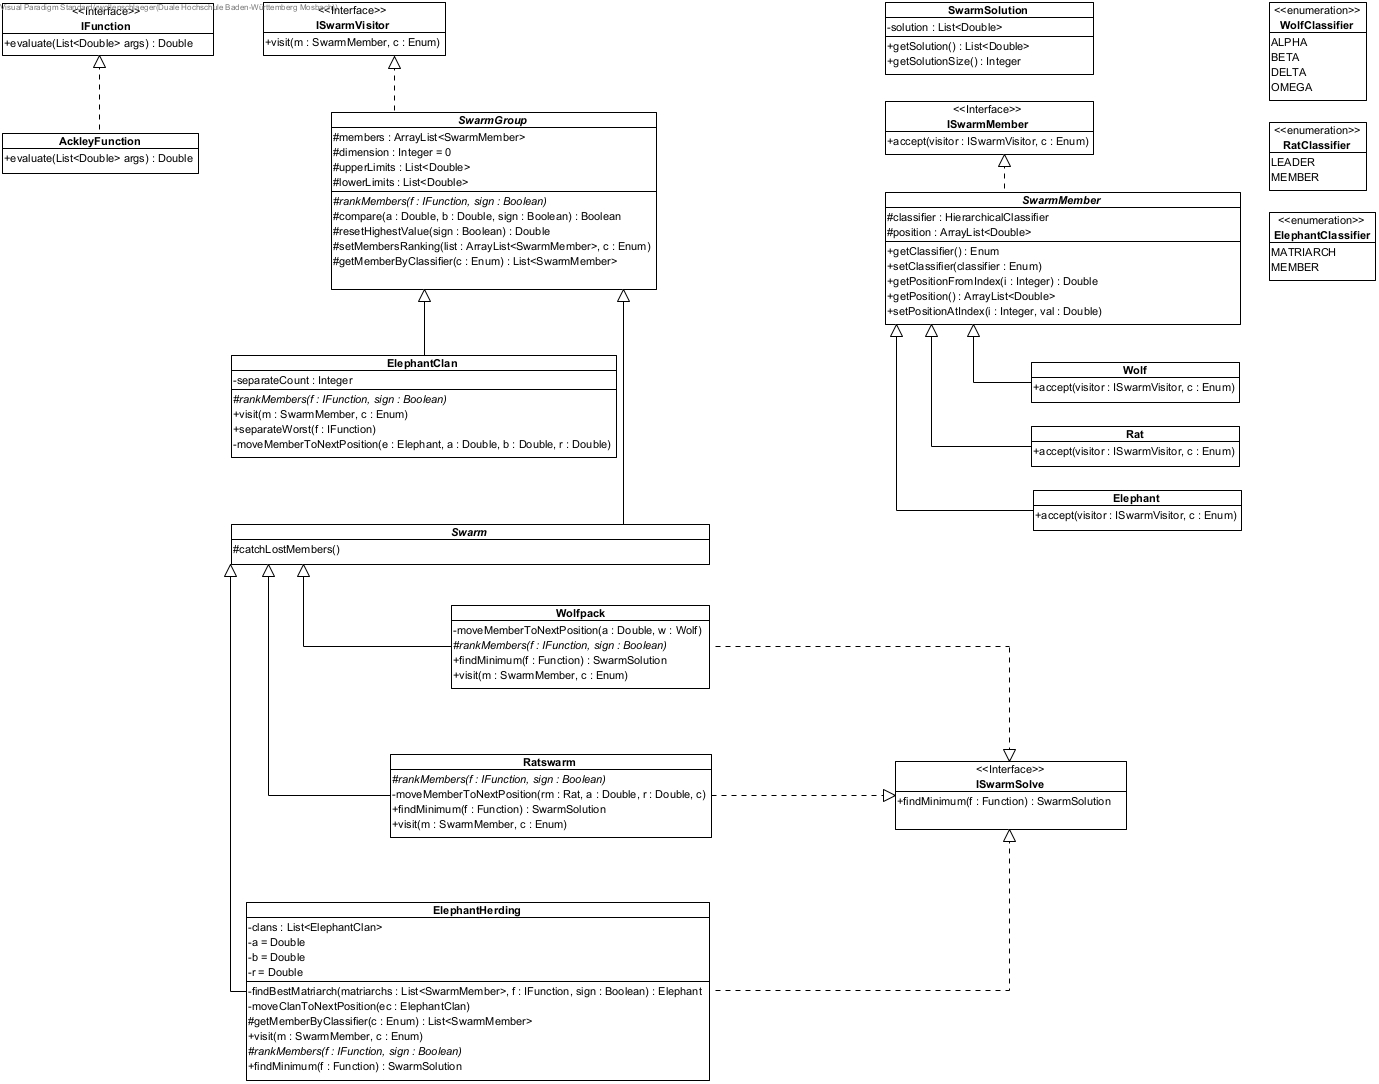 Visual Paradigm Standard(wolfenschlaeger(Duale Hochschule Baden-Württemberg Mosbach))
<<Interface>>
IFunction
+evaluate(List<Double> args) : Double
AckleyFunction
+evaluate(List<Double> args) : Double
<<Interface>>
ISwarmVisitor
+visit(m : SwarmMember, c : Enum)
SwarmGroup
#members : ArrayList<SwarmMember>
#dimension : Integer = 0
#upperLimits : List<Double>
#lowerLimits : List<Double>
#rankMembers(f : IFunction, sign : Boolean)
#compare(a : Double, b : Double, sign : Boolean) : Boolean
#resetHighestValue(sign : Boolean) : Double
#setMembersRanking(list : ArrayList<SwarmMember>, c : Enum)
#getMemberByClassifier(c : Enum) : List<SwarmMember>
ElephantClan
-separateCount : Integer
#rankMembers(f : IFunction, sign : Boolean)
+visit(m : SwarmMember, c : Enum)
+separateWorst(f : IFunction)
-moveMemberToNextPosition(e : Elephant, a : Double, b : Double, r : Double)
Swarm
#catchLostMembers()
Wolfpack
-moveMemberToNextPosition(a : Double, w : Wolf)
#rankMembers(f : IFunction, sign : Boolean)
+findMinimum(f : Function) : SwarmSolution
+visit(m : SwarmMember, c : Enum)
Ratswarm
#rankMembers(f : IFunction, sign : Boolean)
-moveMemberToNextPosition(rm : Rat, a : Double, r : Double, c)
+findMinimum(f : Function) : SwarmSolution
+visit(m : SwarmMember, c : Enum)
ElephantHerding
-clans : List<ElephantClan>
-a = Double
-b = Double
-r = Double
-findBestMatriarch(matriarchs : List<SwarmMember>, f : IFunction, sign : Boolean) : Elephant
-moveClanToNextPosition(ec : ElephantClan)
#getMemberByClassifier(c : Enum) : List<SwarmMember>
+visit(m : SwarmMember, c : Enum)
#rankMembers(f : IFunction, sign : Boolean)
+findMinimum(f : Function) : SwarmSolution
SwarmSolution
-solution : List<Double>
+getSolution() : List<Double>
+getSolutionSize() : Integer
<<Interface>>
ISwarmMember
+accept(visitor : ISwarmVisitor, c : Enum)
SwarmMember
#classifier : HierarchicalClassifier
#position : ArrayList<Double>
+getClassifier() : Enum
+setClassifier(classifier : Enum)
+getPositionFromIndex(i : Integer) : Double
+getPosition() : ArrayList<Double>
+setPositionAtIndex(i : Integer, val : Double)
Wolf
+accept(visitor : ISwarmVisitor, c : Enum)
Rat
+accept(visitor : ISwarmVisitor, c : Enum)
Elephant
+accept(visitor : ISwarmVisitor, c : Enum)
<<Interface>>
ISwarmSolve
+findMinimum(f : Function) : SwarmSolution
<<enumeration>>
WolfClassifier
ALPHA
BETA
DELTA
OMEGA
<<enumeration>>
RatClassifier
LEADER
MEMBER
<<enumeration>>
ElephantClassifier
MATRIARCH
MEMBER